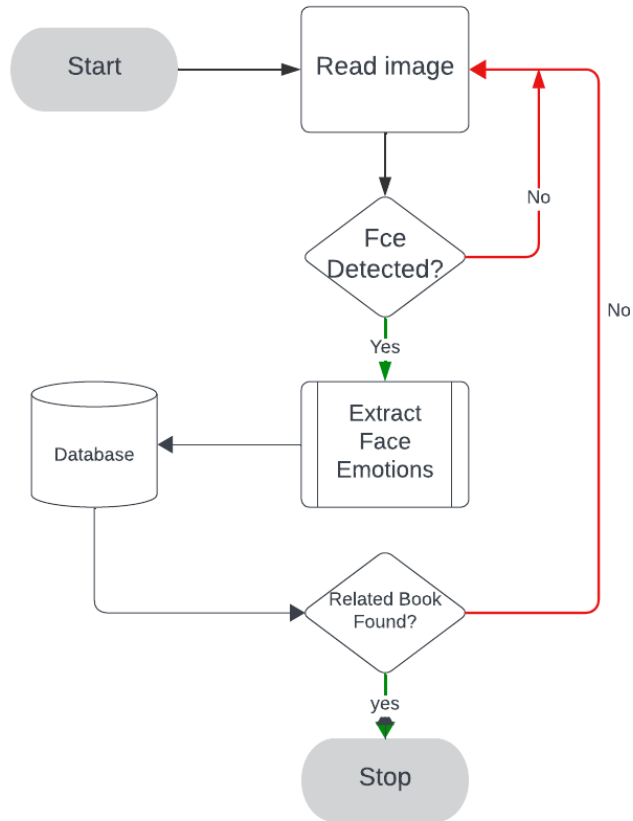 Start
Read image
No
Fce
Detected?
No
Yes
Extract
Face
Emotions
Database
Related Book
Found?
yes
Stop